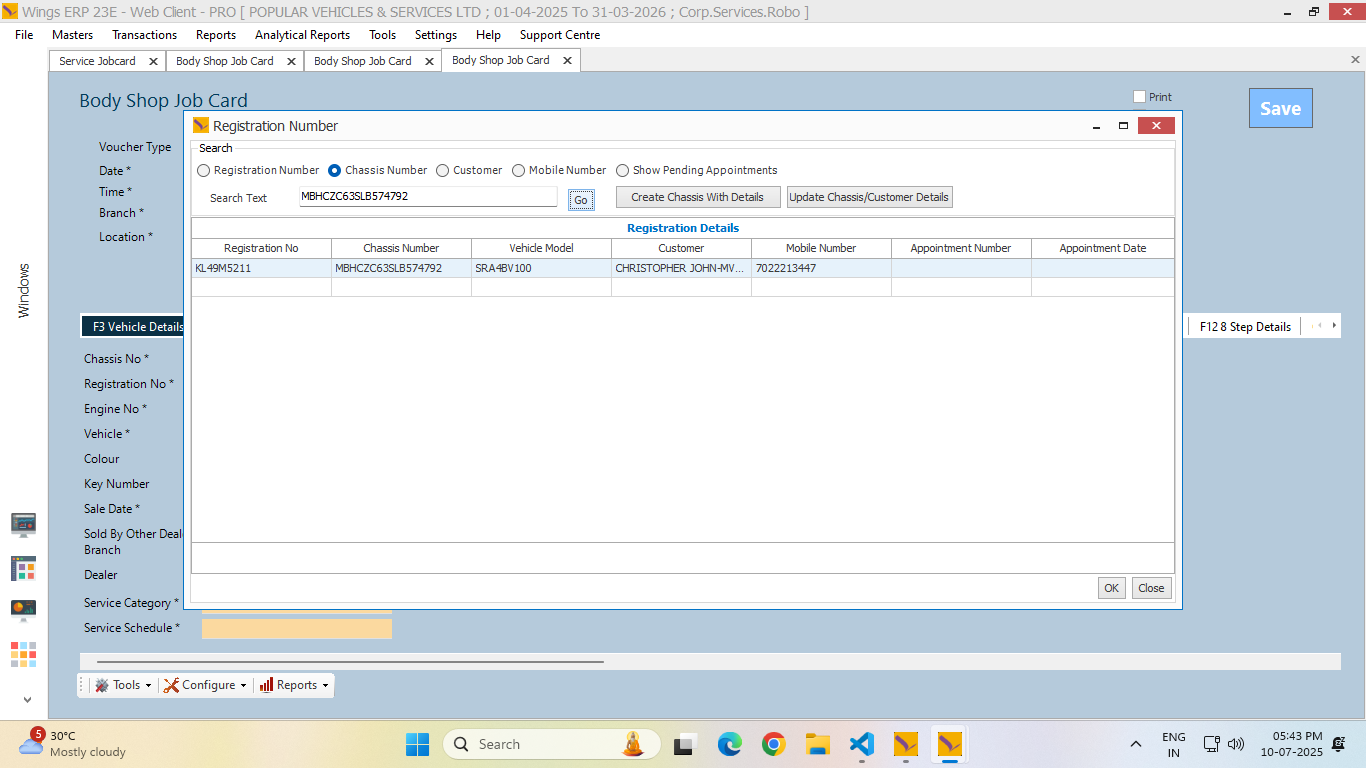 Wings ERP 23E - Web Client - PRO [ POPULAR VEHICLES & SERVICES LTD ; 01-04-2025 To 31-03-2026 ; Corp.Services.Robo ]
File Masters Transactions Reports Analytical Reports Tools Settings Help Support Centre
Service Jobcard Body Shop Job Card Body Shop Job Card Body Shop Job Card
Body Shop Job Card
Print
Save
Registration Number
Search
Registration Number Chassis Number Customer Mobile Number Show Pending Appointments
Search Text MBHCZC63SLB574792 Go Create Chassis With Details Update Chassis/Customer Details
Registration Details
Registration No Chassis Number Vehicle Model Customer Mobile Number Appointment Number Appointment Date
KL49M5211 MBHCZC63SLB574792 SRA4BV100 CHRISTOPHER JOHN-MV... 7022213447
OK Close
Voucher Type
Date *
Time *
Branch *
Location *
Windows
F3 Vehicle Details F12 8 Step Details
Chassis No *
Registration No *
Engine No *
Vehicle *
Colour
Key Number
Sale Date *
Sold By Other Deal
Branch
Dealer
Service Category *
Service Schedule *
Tools Configure Reports
5
30°C
Mostly cloudy
Search
ENG
IN
05:43 PM
10-07-2025